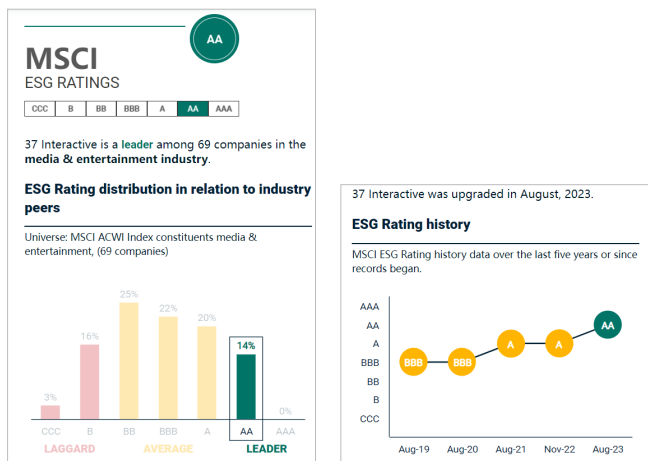 AA
MSCI
ESG RATINGS
CCC B BB BBB A AA AAA
37 Interactive is a leader among 69 companies in the
media & entertainment industry.
ESG Rating distribution in relation to industry
peers
Universe: MSCI ACWI Index constituents media &
entertainment, (69 companies)
3% 16% 25% 22% 20% 14% 0%
CCC B BB BBB A AA AAA
LAGGARD AVERAGE LEADER
37 Interactive was upgraded in August, 2023.
ESG Rating history
MSCI ESG Rating history data over the last five years or since
records began.
AAA
AA
A
BBB
BB
B
CCC
BBB BBB A A AA
Aug-19 Aug-20 Aug-21 Nov-22 Aug-23